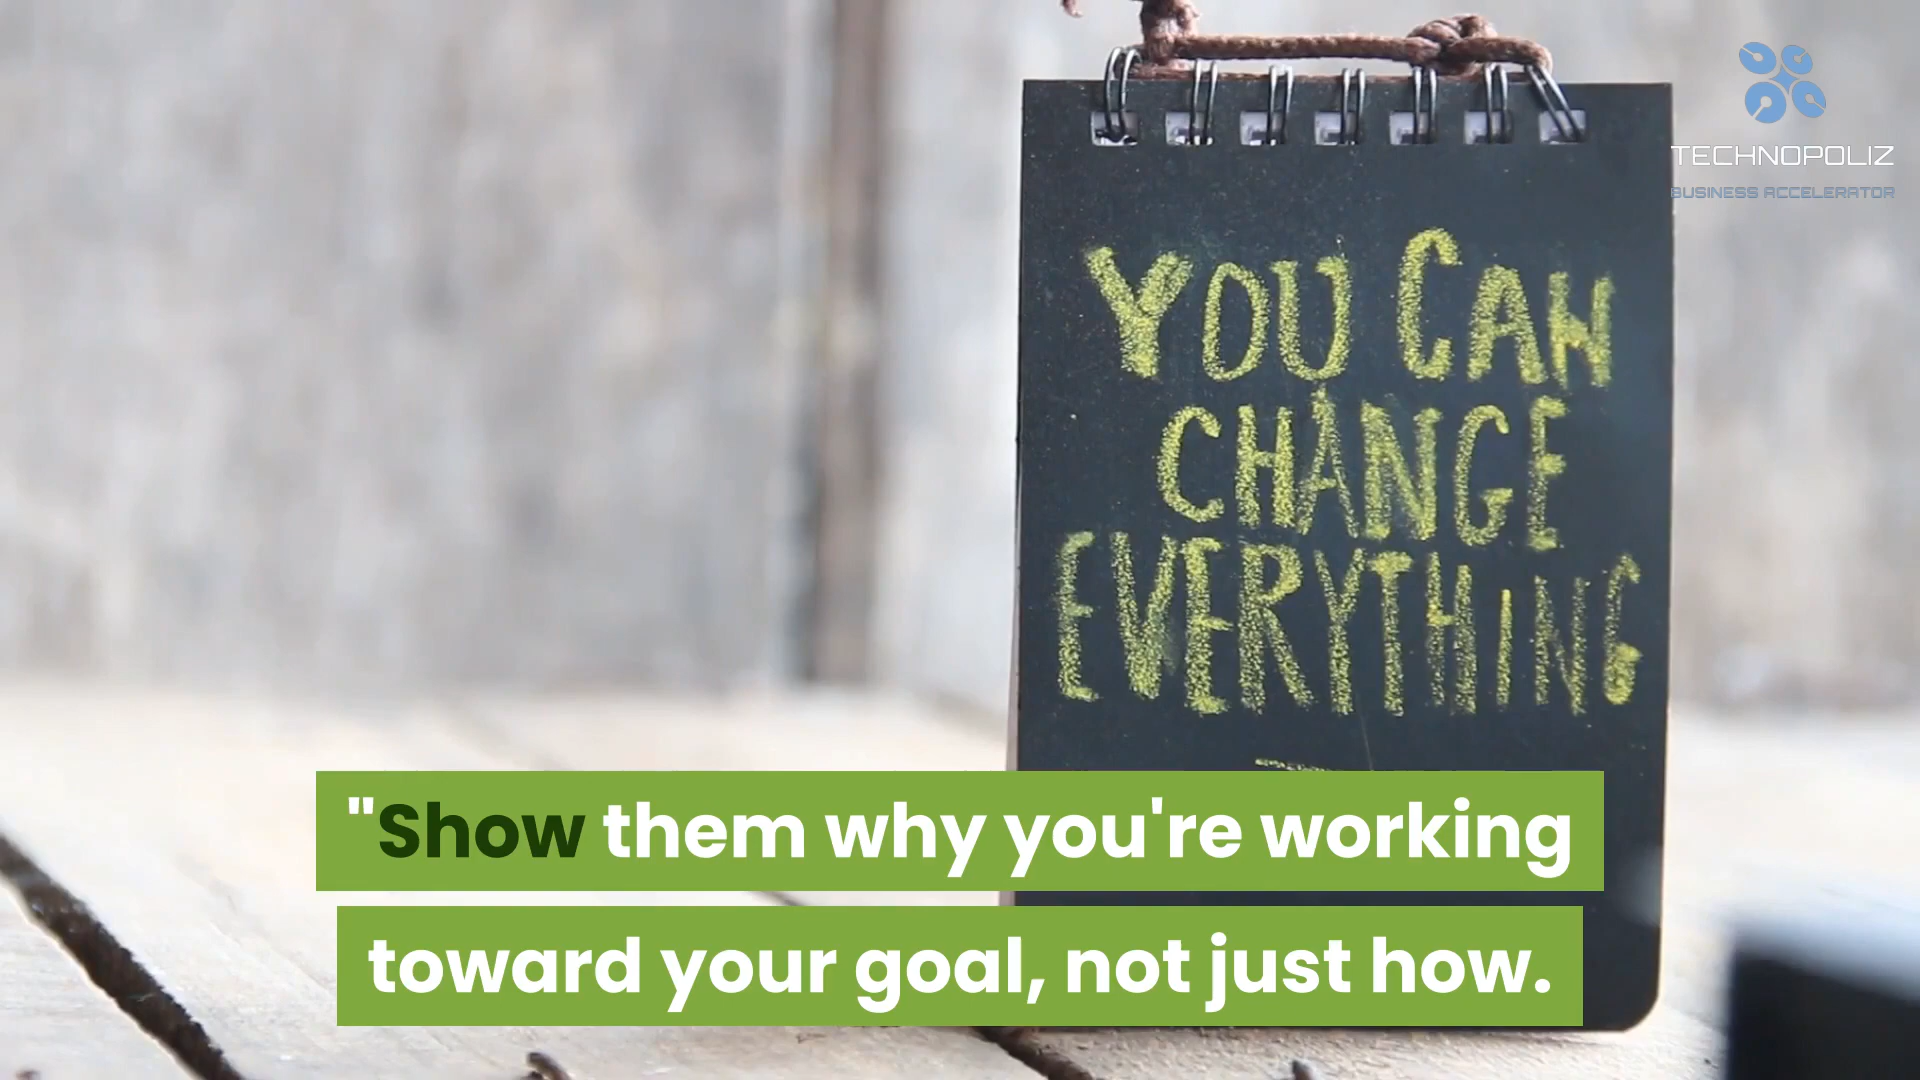 TECHNOPOLIZ
BUSINESS ACCELERATOR
YOU CAN
CHANGE
EVERYTHING
"Show them why you're working
toward your goal, not just how.